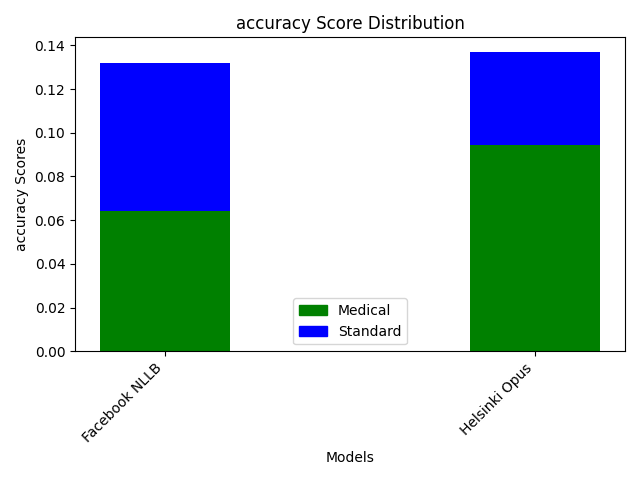 accuracy Score Distribution
accuracy Scores
0.14
0.12
0.10
0.08
0.06
0.04
0.02
0.00
Medical
Standard
Facebook NLLB
Helsinki Opus
Models